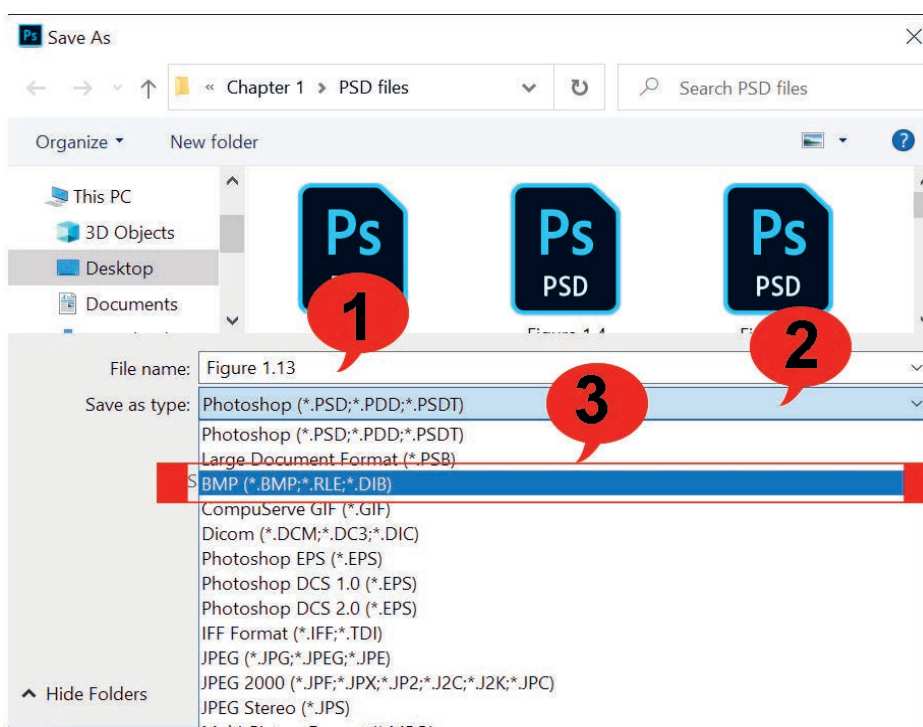 Save As
« Chapter 1 > PSD files
Search PSD files
Organize
New folder
This PC
3D Objects
Desktop
Documents
Ps
Ps PSD
Ps PSD
1
2
3
File name: Figure 1.13
Save as type: Photoshop (*.PSD;*.PDD;*.PSDT)
Photoshop (*.PSD;*.PDD;*.PSDT)
Large Document Format (*.PSB)
S BMP (*.BMP;*.RLE;*.DIB)
CompuServe GIF (*.GIF)
Dicom (*.DCM;*.DC3;*.DIC)
Photoshop EPS (*.EPS)
Photoshop DCS 1.0 (*.EPS)
Photoshop DCS 2.0 (*.EPS)
IFF Format (*.IFF;*.TDI)
JPEG (*.JPG;*.JPEG;*.JPE)
JPEG 2000 (*.JPF;*.JPX;*.JP2;*.J2C;*.J2K;*.JPC)
Hide Folders
JPEG Stereo (*.JPS)